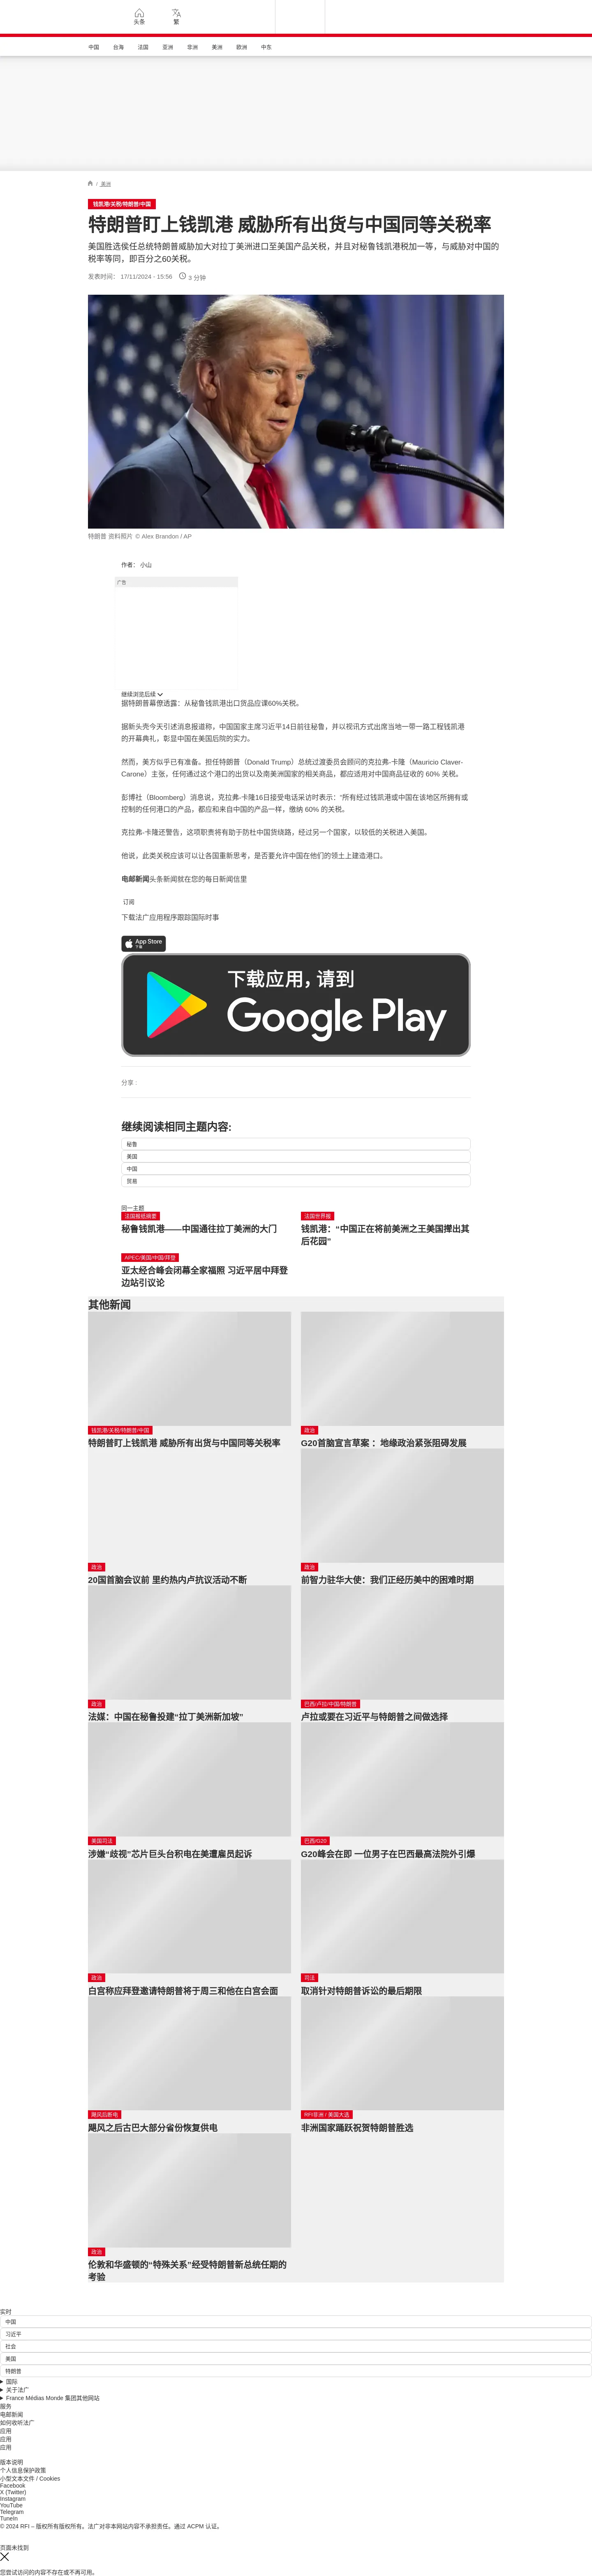 头条
繁
中国
台海
法国
亚洲
非洲
美洲
欧洲
中东
/ 美洲
钱凯港/关税/特朗普/中国
特朗普盯上钱凯港 威胁所有出货与中国同等关税率
美国胜选侯任总统特朗普威胁加大对拉丁美洲进口至美国产品关税，并且对秘鲁钱凯港税加一等，与威胁对中国的
税率等同，即百分之60关税。
发表时间： 17/11/2024 - 15:56
3 分钟
特朗普 资料照片 © Alex Brandon / AP
作者： 小山
广告
继续浏览后续
据特朗普幕僚透露：从秘鲁钱凯港出口货品应课60%关税。
据新头壳今天引述消息报道称，中国国家主席习近平14日前往秘鲁，并以视讯方式出席当地一带一路工程钱凯港
的开幕典礼，彰显中国在美国后院的实力。
然而，美方似乎已有准备。担任特朗普（Donald Trump）总统过渡委员会顾问的克拉弗-卡隆（Mauricio Claver-
Carone）主张，任何通过这个港口的出货以及南美洲国家的相关商品，都应适用对中国商品征收的 60% 关税。
彭博社（Bloomberg）消息说，克拉弗-卡隆16日接受电话采访时表示：“所有经过钱凯港或中国在该地区所拥有或
控制的任何港口的产品，都应和来自中国的产品一样，缴纳 60% 的关税。
克拉弗-卡隆还警告，这项职责将有助于防杜中国货绕路，经过另一个国家，以较低的关税进入美国。
他说，此类关税应该可以让各国重新思考，是否要允许中国在他们的领土上建造港口。
电邮新闻头条新闻就在您的每日新闻信里
订阅
下载法广应用程序跟踪国际时事
App Store
下载
下载应用，请到
Google Play
分享 :
继续阅读相同主题内容:
秘鲁
美国
中国
贸易
同一主题
法国报纸摘要
秘鲁钱凯港——中国通往拉丁美洲的大门
法国世界报
钱凯港：“中国正在将前美洲之王美国撵出其
后花园”
APEC/美国/中国/拜登
亚太经合峰会闭幕全家福照 习近平居中拜登
边站引议论
其他新闻
钱凯港/关税/特朗普/中国
特朗普盯上钱凯港 威胁所有出货与中国同等关税率
政治
G20首脑宣言草案 ：地缘政治紧张阻碍发展
政治
20国首脑会议前 里约热内卢抗议活动不断
政治
前智力驻华大使：我们正经历美中的困难时期
政治
法媒：中国在秘鲁投建“拉丁美洲新加坡”
巴西/卢拉/中国/特朗普
卢拉或要在习近平与特朗普之间做选择
美国司法
涉嫌“歧视”芯片巨头台积电在美遭雇员起诉
巴西/G20
G20峰会在即 一位男子在巴西最高法院外引爆
政治
白宫称应拜登邀请特朗普将于周三和他在白宫会面
司法
取消针对特朗普诉讼的最后期限
飓风后断电
飓风之后古巴大部分省份恢复供电
RFI非洲 / 美国大选
非洲国家踊跃祝贺特朗普胜选
政治
伦敦和华盛顿的“特殊关系”经受特朗普新总统任期的
考验
实时
中国
习近平
社会
美国
特朗普
国际
关于法广
France Médias Monde 集团其他网站
服务
电邮新闻
如何收听法广
应用
应用
应用
版本说明
个人信息保护政策
小型文本文件 / Cookies
Facebook
X (Twitter)
Instagram
YouTube
Telegram
TuneIn
© 2024 RFI – 版权所有版权所有。法广对非本网站内容不承担责任。通过 ACPM 认证。
页面未找到
您尝试访问的内容不存在或不再可用。